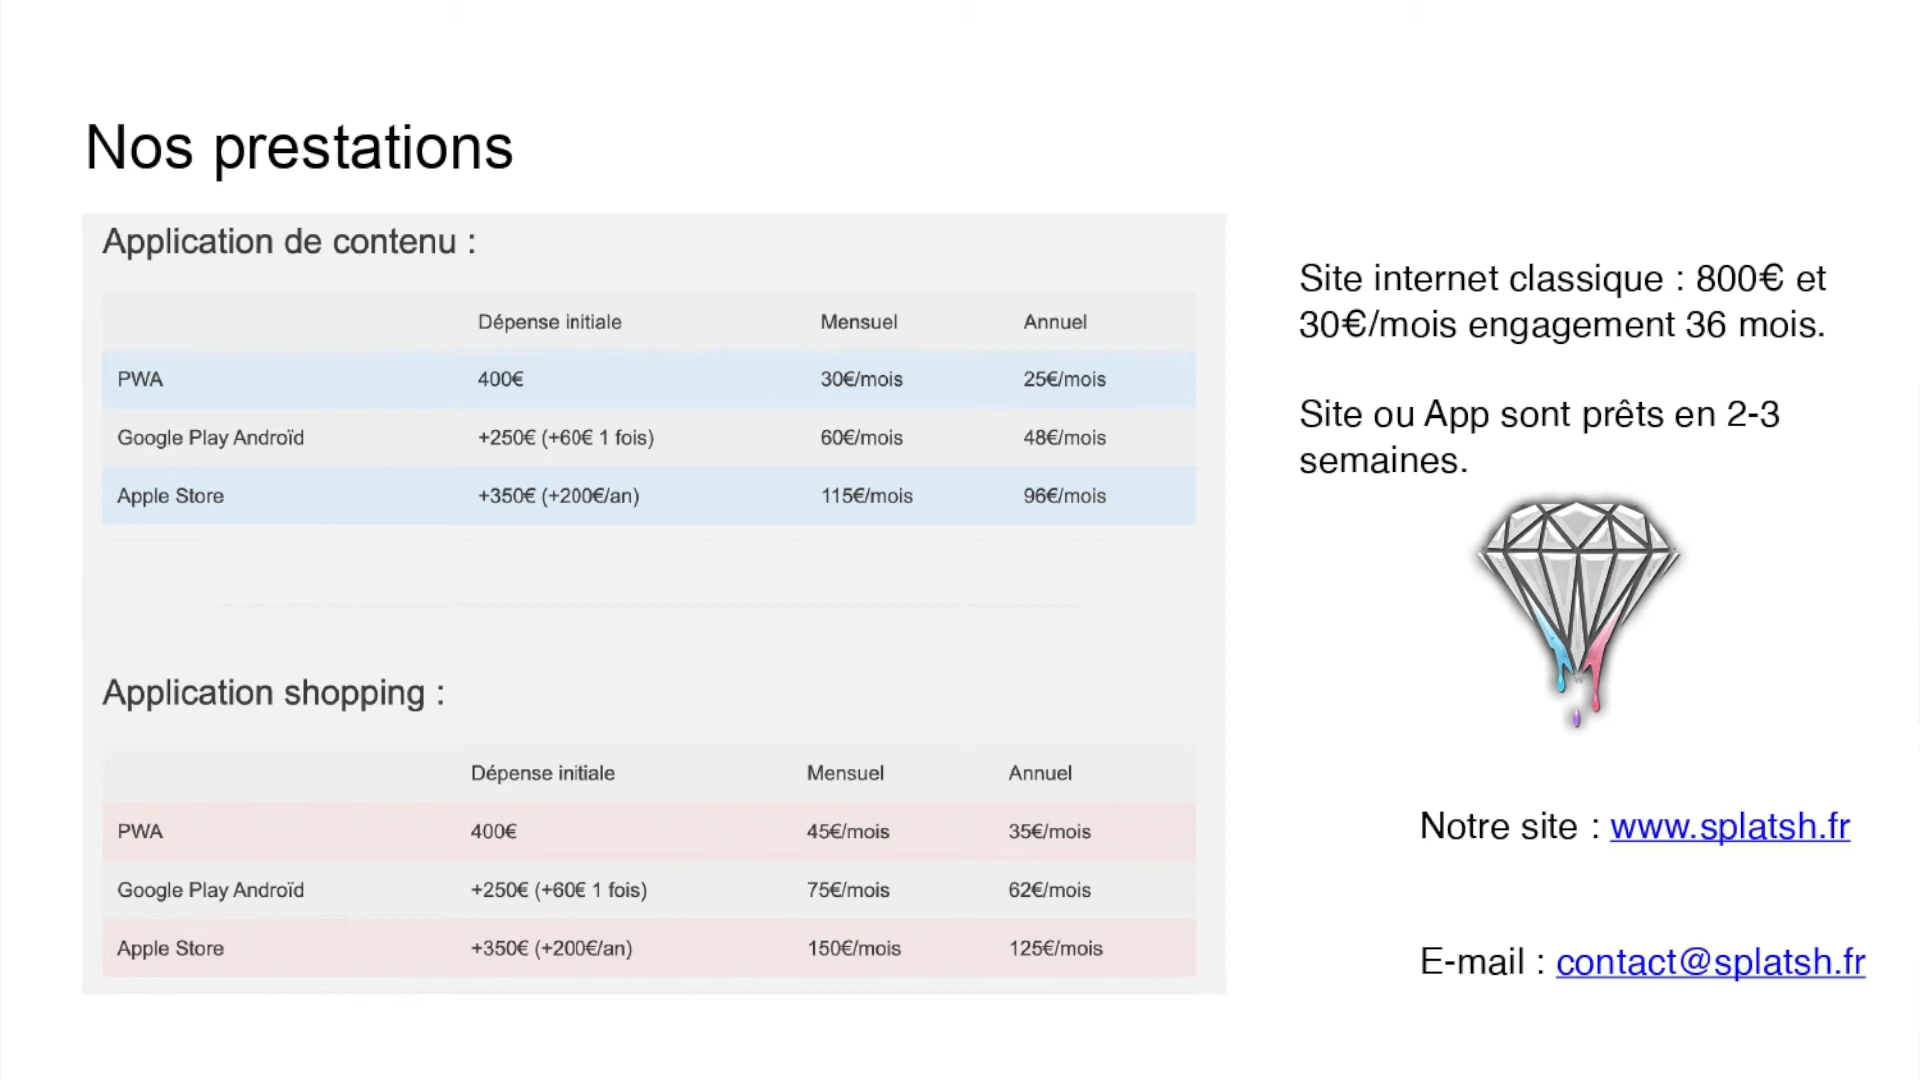 Nos prestations
Application de contenu :
Dépense initiale Mensuel Annuel
PWA 400€ 30€/mois 25€/mois
Google Play Androïd +250€ (+60€ 1 fois) 60€/mois 48€/mois
Apple Store +350€ (+200€/an) 115€/mois 96€/mois
Application shopping :
Dépense initiale Mensuel Annuel
PWA 400€ 45€/mois 35€/mois
Google Play Androïd +250€ (+60€ 1 fois) 75€/mois 62€/mois
Apple Store +350€ (+200€/an) 150€/mois 125€/mois
Site internet classique : 800€ et
30€/mois engagement 36 mois.
Site ou App sont prêts en 2-3
semaines.
Notre site : www.splatsh.fr
E-mail : contact@splatsh.fr